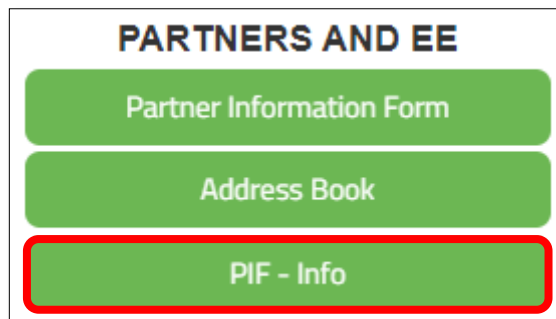 PARTNERS AND EE
Partner Information Form
Address Book
PIF - Info